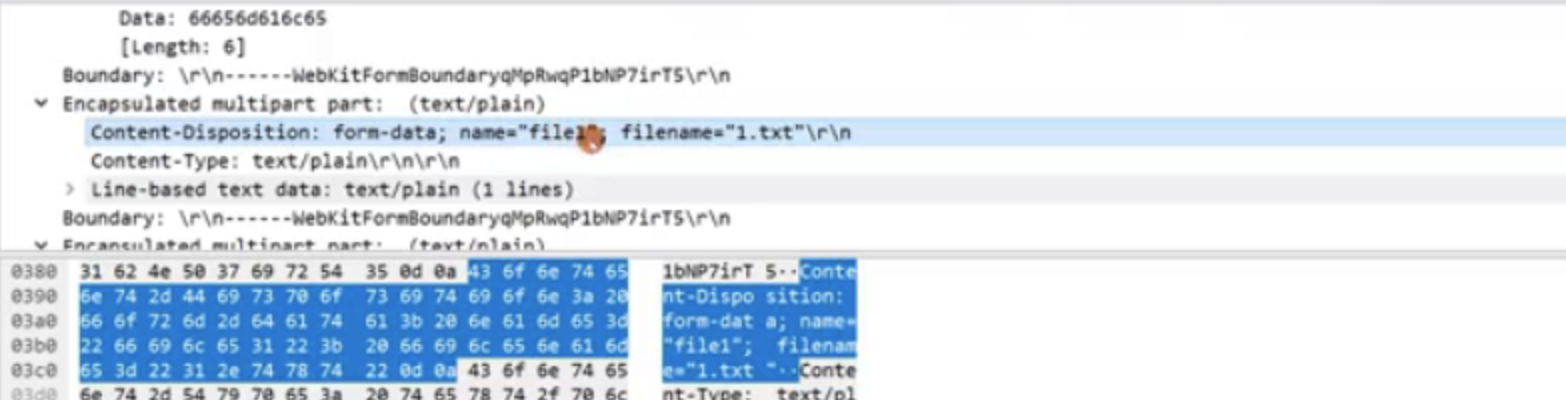 Data: 66656d616c65
[Length: 6]
Boundary: \r\n------WebKitFormBoundaryqMpRwqP1bNP7irT5\r\n
Encapsulated multipart part:  (text/plain)
Content-Disposition: form-data; name="file1"; filename="1.txt"\r\n
Content-Type: text/plain\r\n\r\n
Line-based text data: text/plain (1 lines)
Boundary: \r\n------WebKitFormBoundaryqMpRwqP1bNP7irT5\r\n
Encapsulated multipart part:  (text/plain)
0380 31 62 4e 50 37 69 72 54 35 0d 0a 43 6f 6e 74 65 1bNP7irT 5··Conte
0390 6e 74 2d 44 69 73 70 6f 73 69 74 69 6f 6e 3a 20 nt-Dispo sition:
03a0 66 6f 72 6d 2d 64 61 74 61 3b 20 6e 61 6d 65 3d form-dat a; name=
03b0 22 66 69 6c 65 31 22 3b 20 66 69 6c 65 6e 61 6d "file1"; filenam
03c0 65 3d 22 31 2e 74 78 74 22 0d 0a 43 6f 6e 74 65 e="1.txt "··Conte
03d0 6e 74 2d 54 79 70 65 3a 20 74 65 78 74 2f 70 6c nt-Type: text/pl